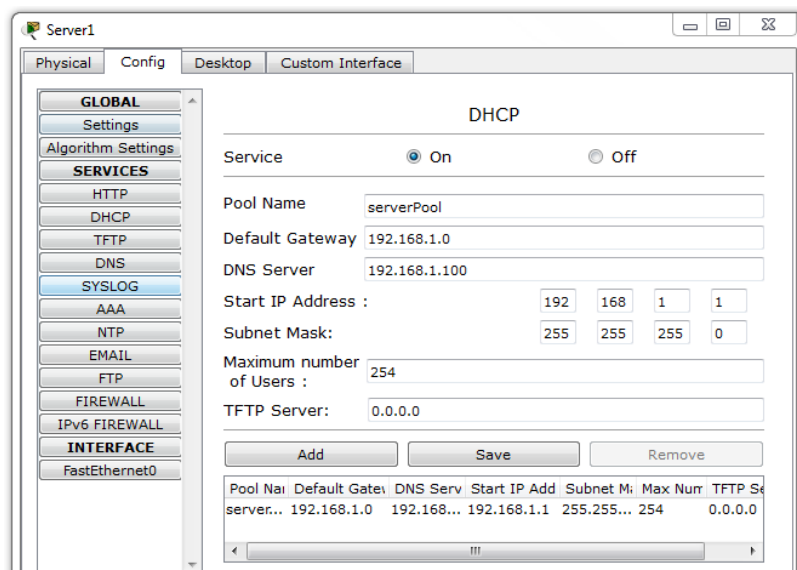 Server1
Physical Config Desktop Custom Interface
GLOBAL
Settings
Algorithm Settings
SERVICES
HTTP
DHCP
TFTP
DNS
SYSLOG
AAA
NTP
EMAIL
FTP
FIREWALL
IPv6 FIREWALL
INTERFACE
FastEthernet0
DHCP
Service On Off
Pool Name serverPool
Default Gateway 192.168.1.0
DNS Server 192.168.1.100
Start IP Address : 192 168 1 1
Subnet Mask: 255 255 255 0
Maximum number
of Users : 254
TFTP Server: 0.0.0.0
Add Save Remove
Pool Nai Default Gatev DNS Serv Start IP Add Subnet Ma Max Num TFTP Se
server... 192.168.1.0 192.168... 192.168.1.1 255.255... 254 0.0.0.0